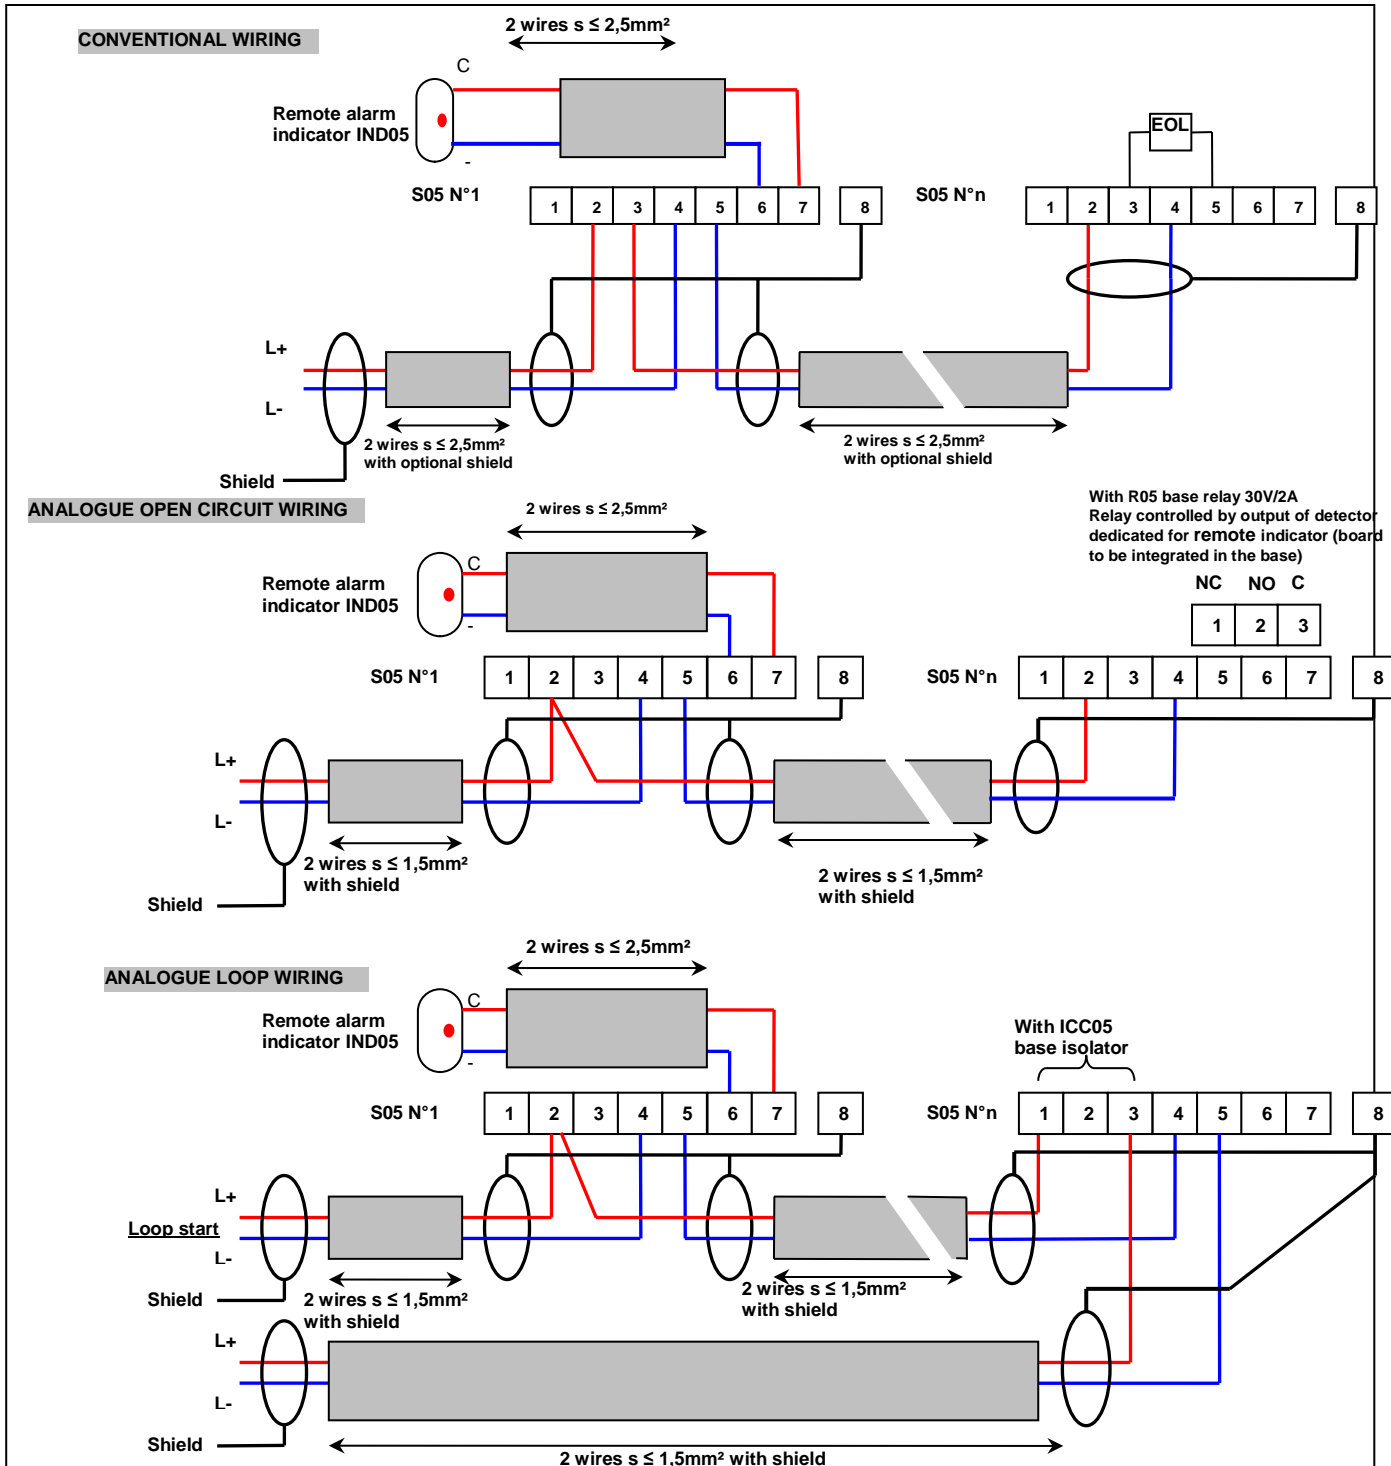 2 wires s ≤ 2,5mm²
CONVENTIONAL WIRING
C
Remote alarm
indicator IND05
-
EOL
S05 N°1
1 2 3 4 5 6 7 8
S05 N°n
1 2 3 4 5 6 7 8
L+
L-
2 wires s ≤ 2,5mm²
with optional shield
2 wires s ≤ 2,5mm²
with optional shield
Shield
ANALOGUE OPEN CIRCUIT WIRING
2 wires s ≤ 2,5mm²
With R05 base relay 30V/2A
Relay controlled by output of detector
dedicated for remote indicator (board
to be integrated in the base)
C
Remote alarm
indicator IND05
-
NC NO C
1 2 3
S05 N°1
1 2 3 4 5 6 7 8
S05 N°n
1 2 3 4 5 6 7 8
L+
L-
2 wires s ≤ 1,5mm²
with shield
2 wires s ≤ 1,5mm²
with shield
Shield
2 wires s ≤ 2,5mm²
ANALOGUE LOOP WIRING
C
Remote alarm
indicator IND05
-
With ICC05
base isolator
S05 N°1
1 2 3 4 5 6 7 8
S05 N°n
1 2 3 4 5 6 7 8
L+
Loop start
L-
Shield
2 wires s ≤ 1,5mm²
with shield
2 wires s ≤ 1,5mm²
with shield
L+
L-
Shield
2 wires s ≤ 1,5mm² with shield